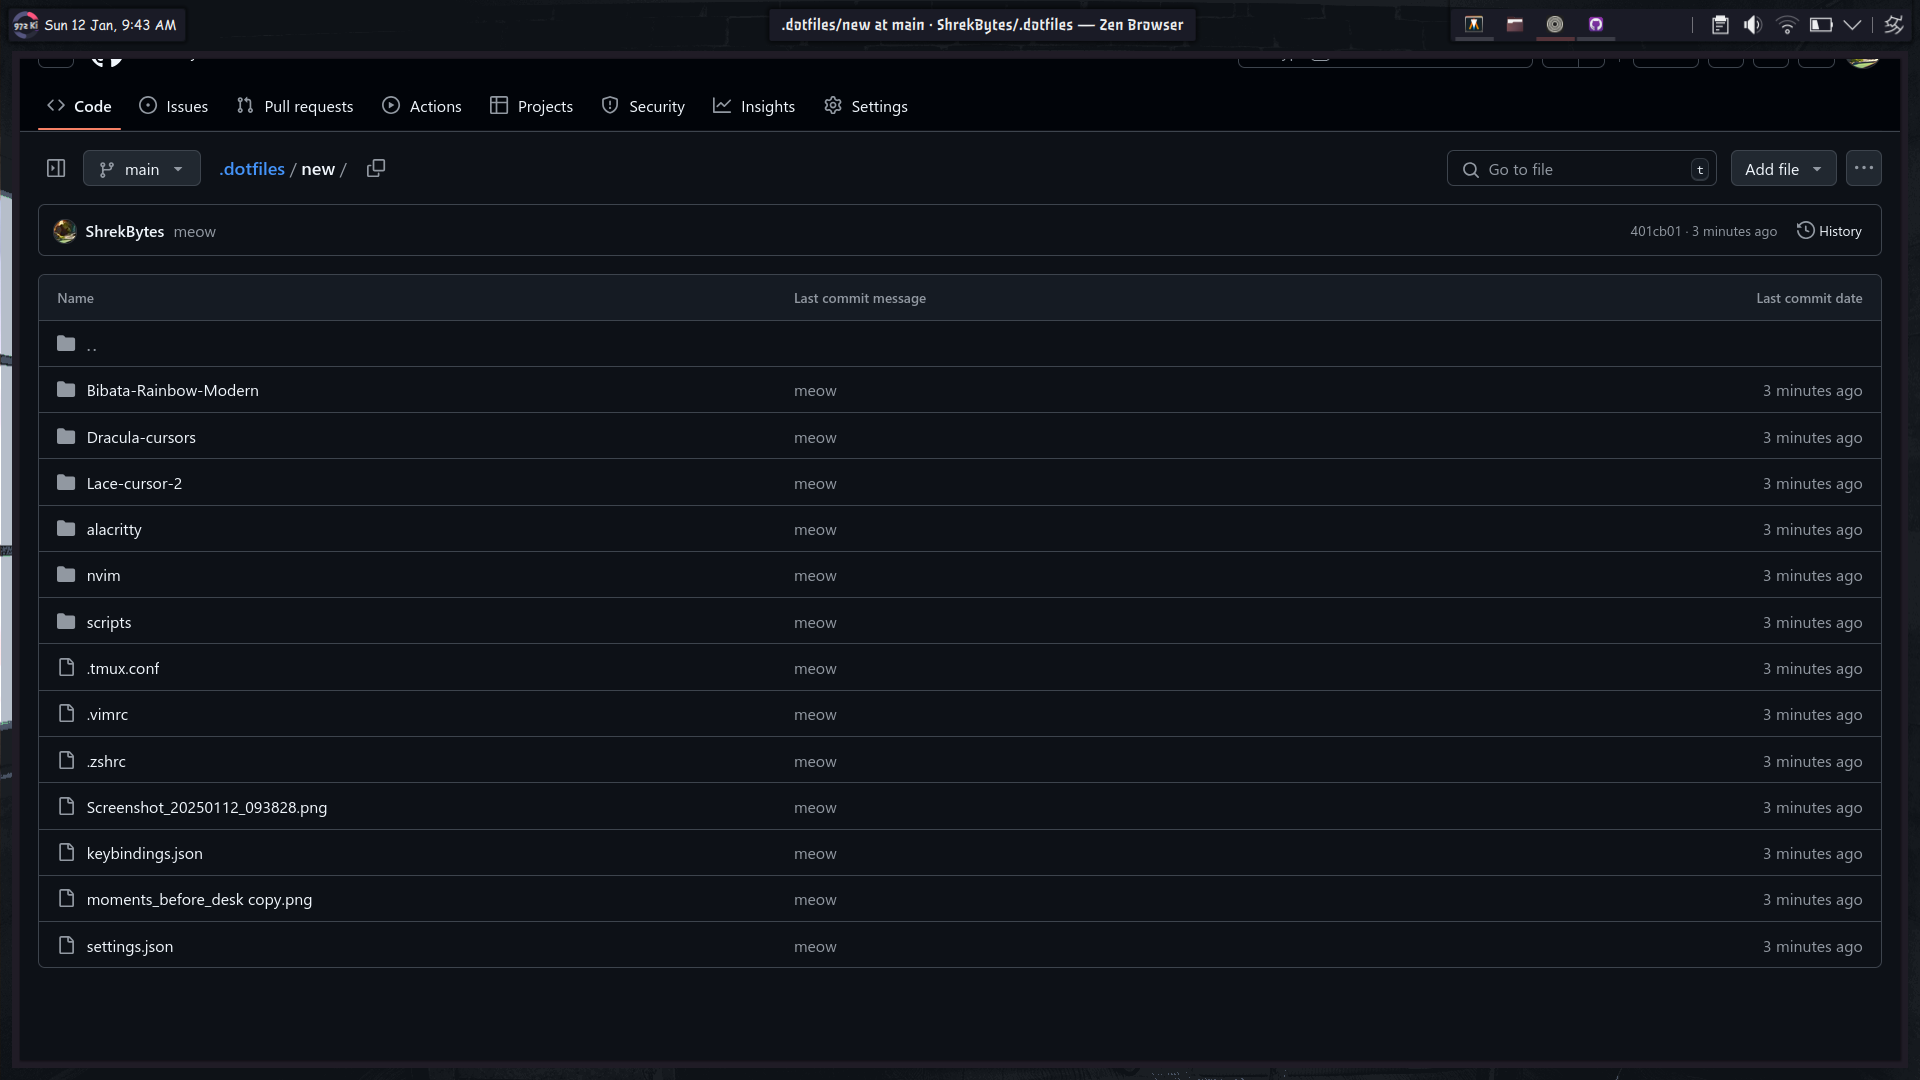 972 Ki Sun 12 Jan, 9:43 AM
.dotfiles/new at main · ShrekBytes/.dotfiles — Zen Browser
Code Issues Pull requests Actions Projects Security Insights Settings
main .dotfiles / new / Go to file t Add file
ShrekBytes meow 401cb01 · 3 minutes ago History
Name Last commit message Last commit date
..
Bibata-Rainbow-Modern meow 3 minutes ago
Dracula-cursors meow 3 minutes ago
Lace-cursor-2 meow 3 minutes ago
alacritty meow 3 minutes ago
nvim meow 3 minutes ago
scripts meow 3 minutes ago
.tmux.conf meow 3 minutes ago
.vimrc meow 3 minutes ago
.zshrc meow 3 minutes ago
Screenshot_20250112_093828.png meow 3 minutes ago
keybindings.json meow 3 minutes ago
moments_before_desk copy.png meow 3 minutes ago
settings.json meow 3 minutes ago